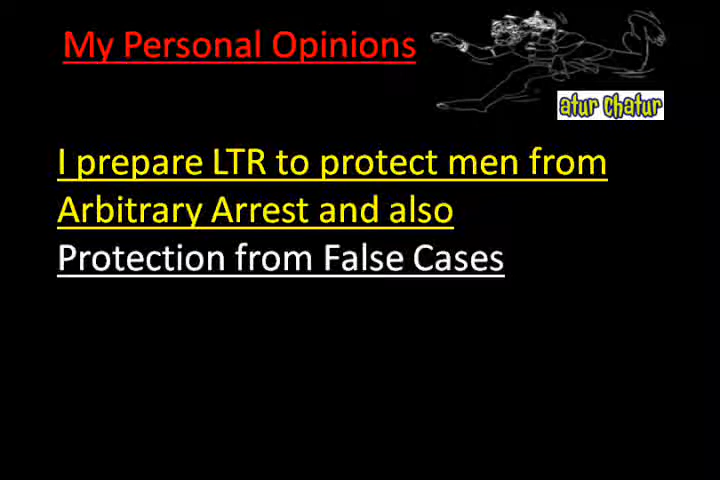 My Personal Opinions
atur chatur
I prepare LTR to protect men from
Arbitrary Arrest and also
Protection from False Cases